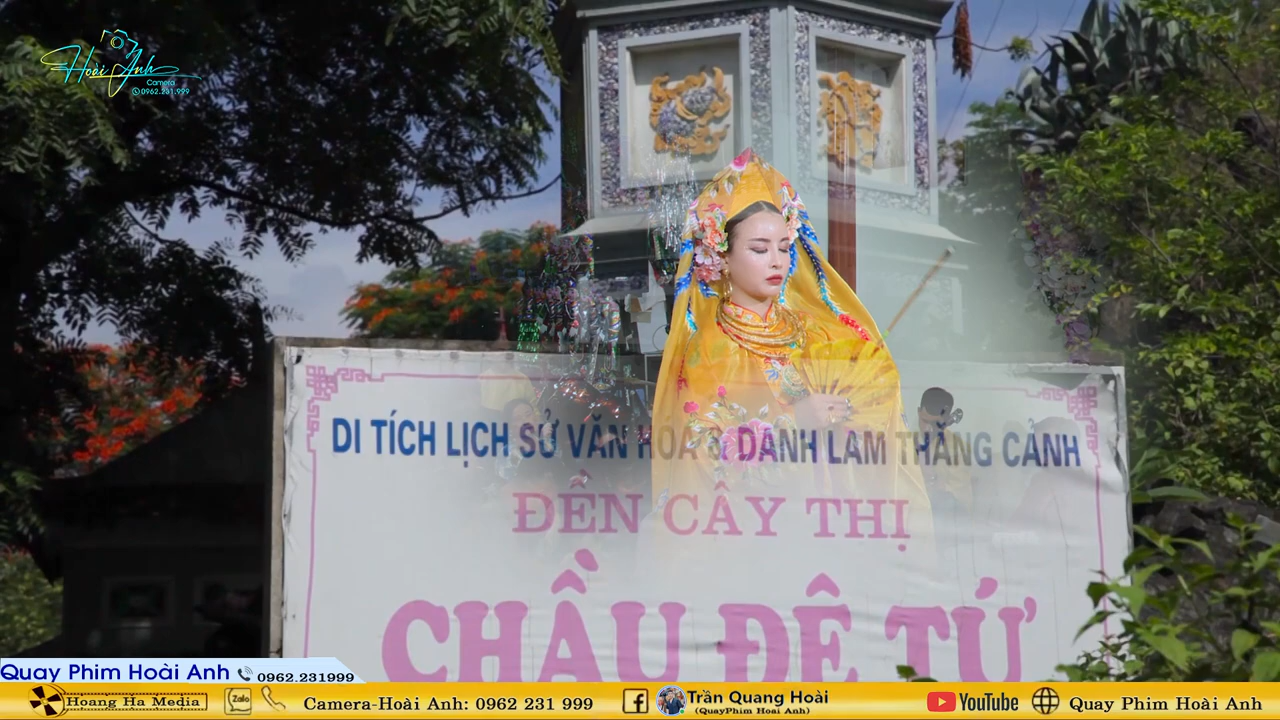 Hoài Anh
Camera
0962.231.999
DI TÍCH LỊCH SỬ VĂN HOÁ & DANH LAM THẮNG CẢNH
ĐỀN CÂY THỊ
CHẦU ĐỆ TỨ
Quay Phim Hoài Anh 0962.231999
Hoang Ha Media
Zalo
Camera-Hoài Anh: 0962 231 999
Trần Quang Hoài
(QuayPhim Hoai Anh)
YouTube
Quay Phim Hoài Anh